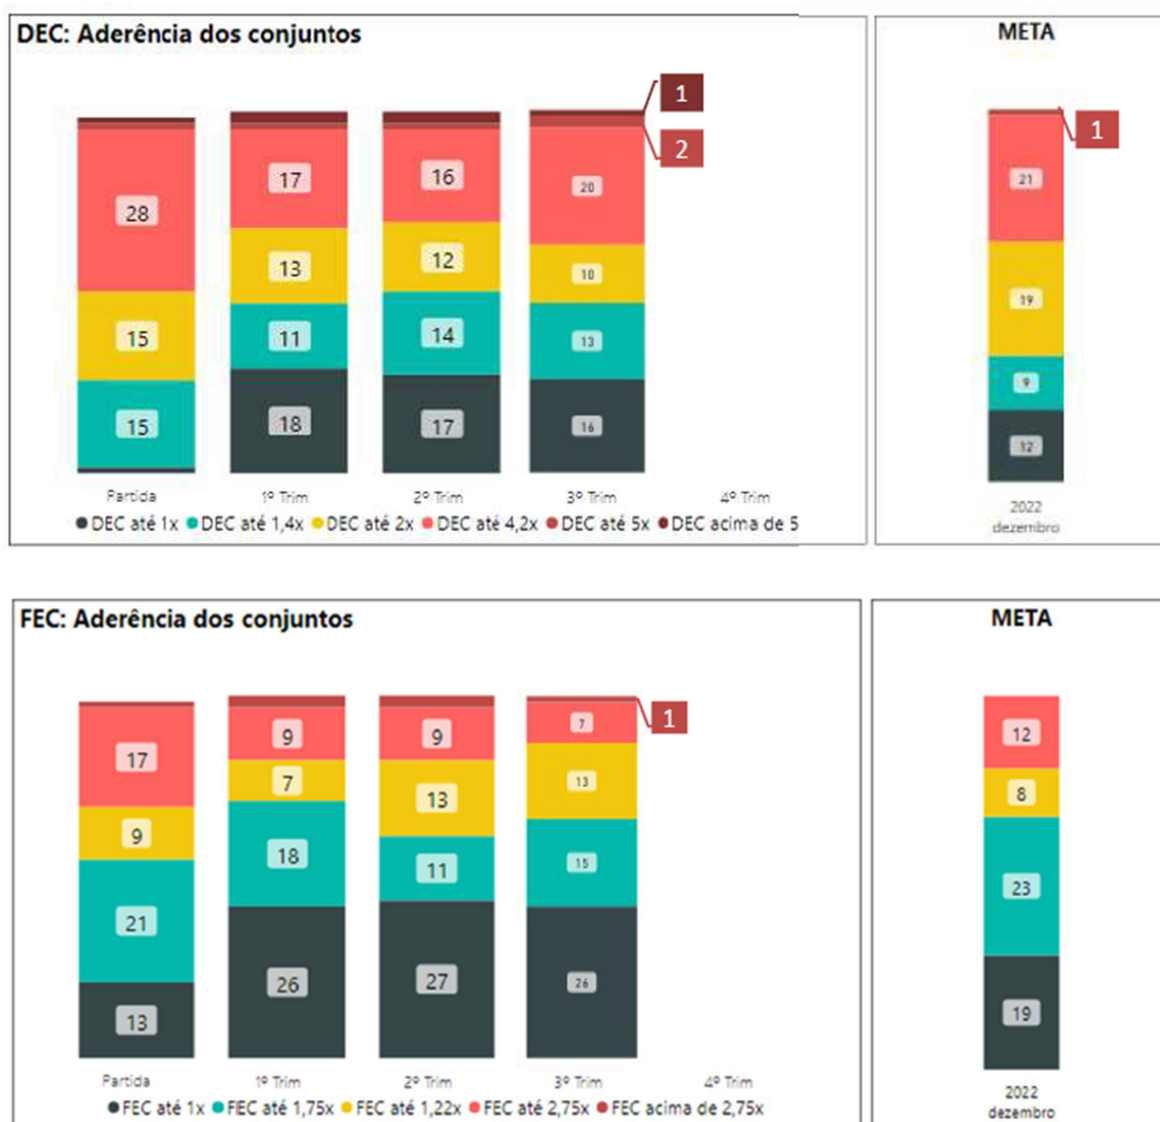 DEC: Aderência dos conjuntos
META
1
2
1
28
17
16
20
21
15
13
12
10
19
15
11
14
13
9
18
17
16
12
Partida
1º Trim
2º Trim
3º Trim
4º Trim
2022
dezembro
DEC até 1x
DEC até 1,4x
DEC até 2x
DEC até 4,2x
DEC até 5x
DEC acima de 5
FEC: Aderência dos conjuntos
META
1
17
9
9
7
12
9
7
13
13
8
21
18
11
15
23
13
26
27
26
19
Partida
1º Trim
2º Trim
3º Trim
4º Trim
2022
dezembro
FEC até 1x
FEC até 1,75x
FEC até 1,22x
FEC até 2,75x
FEC acima de 2,75x